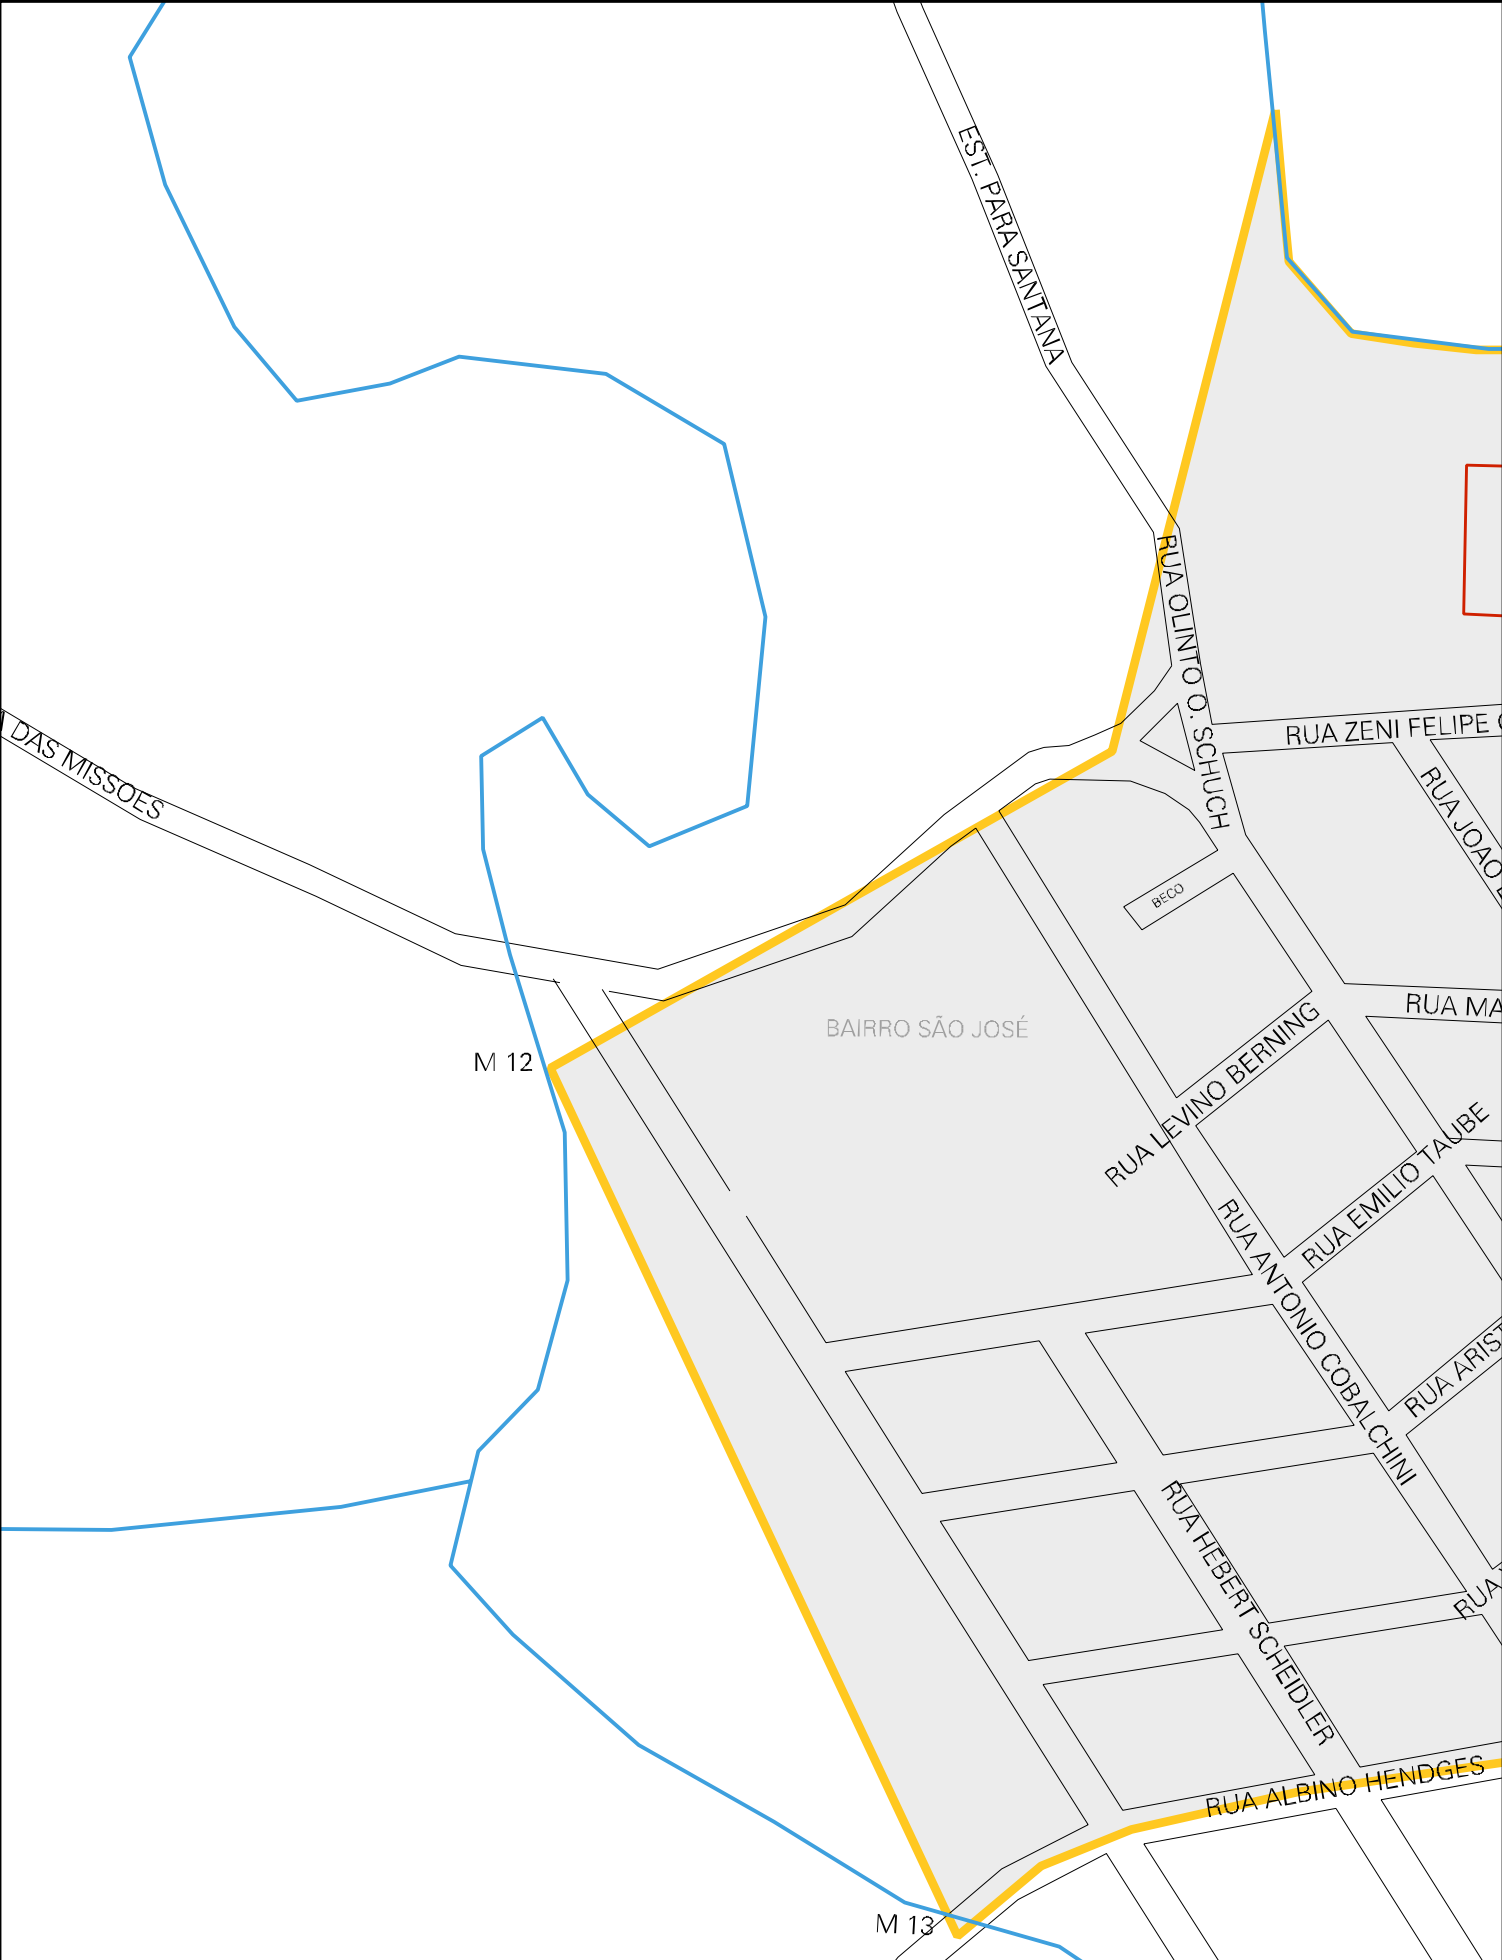 EST. PARA SANTANA
RUA OLINTO O. SCHUCH
DAS MISSOES
RUA ZENI FELIPE
RUA JOAO
BECO
RUA MA
BAIRRO SÃO JOSÉ
M 12
RUA LEVINO BERNING
RUA EMILIO TAUBE
RUA ANTONIO COBALCHINI
RUA ARIST
RUA HEBERT SCHEIDLER
RUA
RUA ALBINO HENDGES
M 13